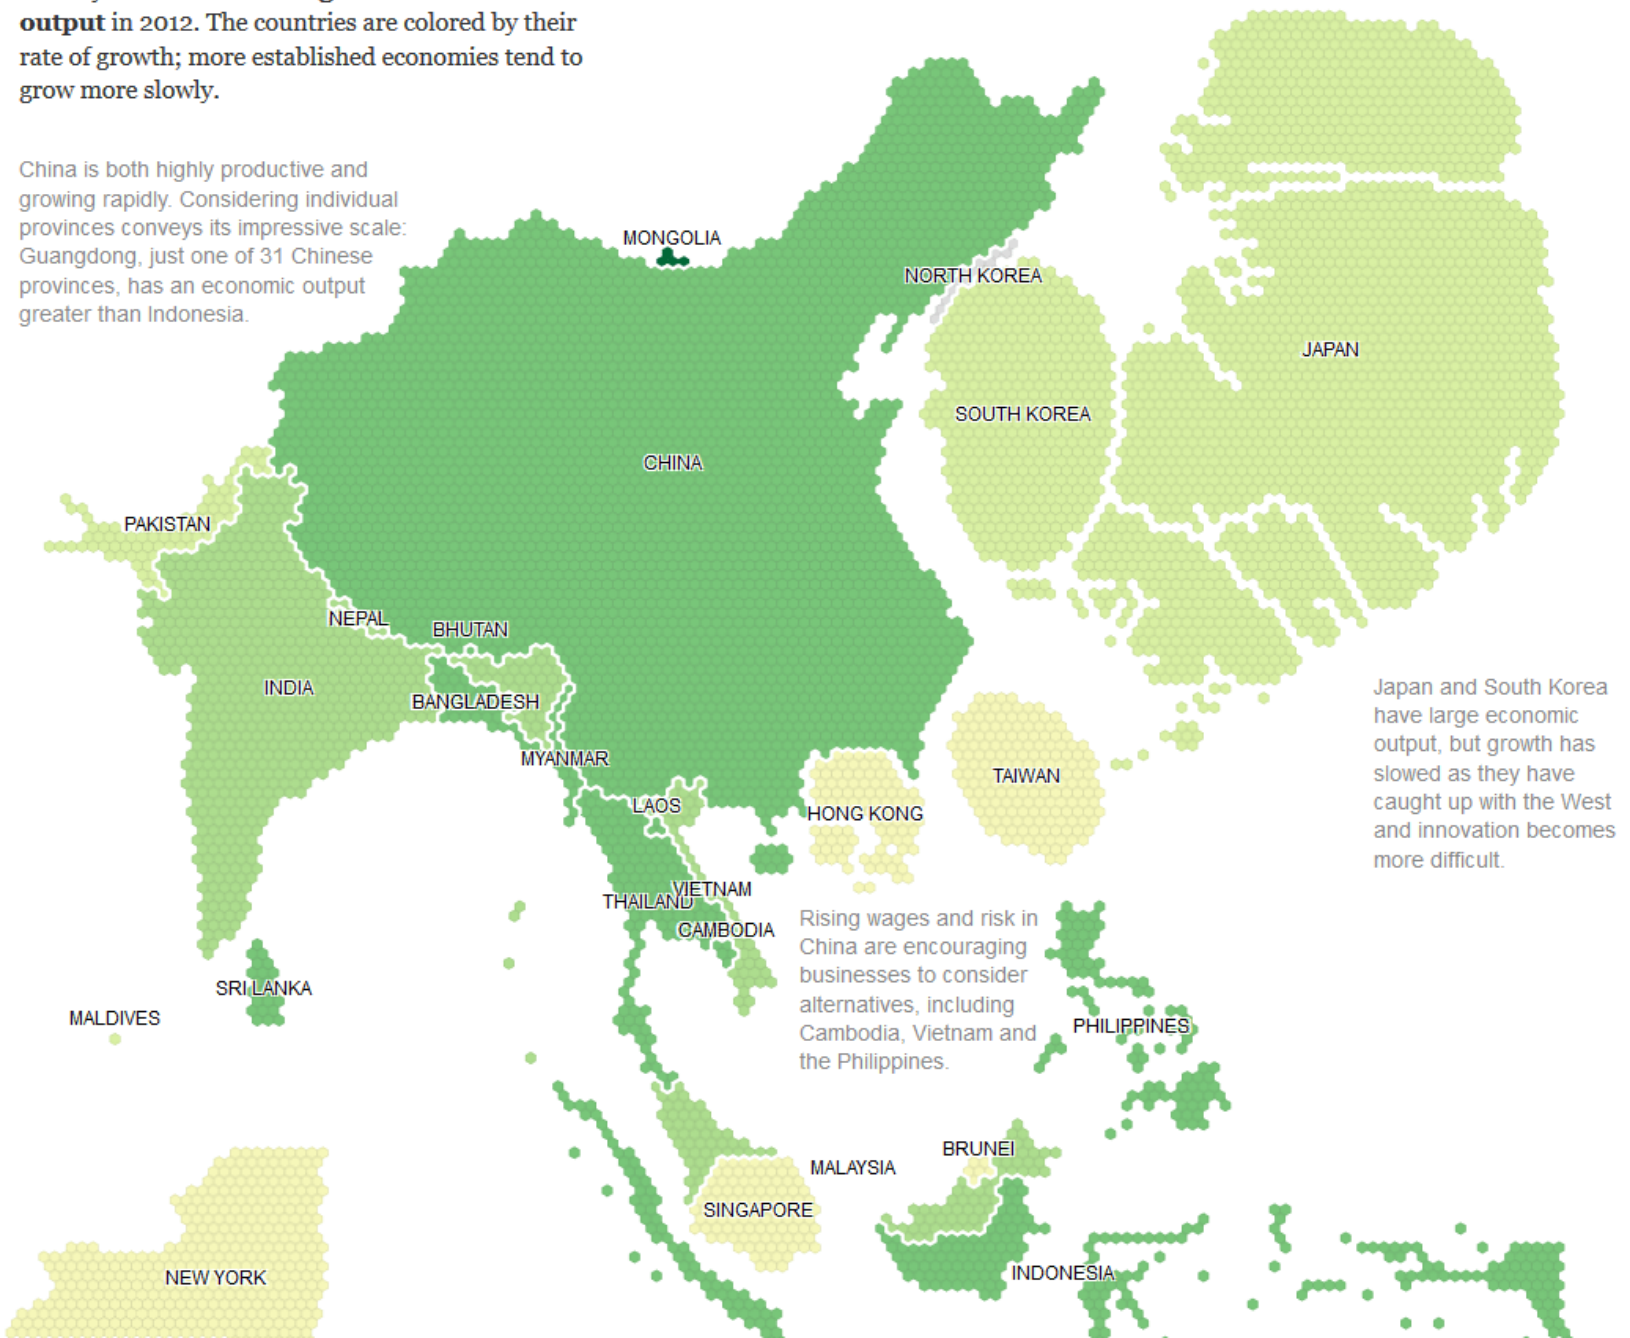 output in 2012. The countries are colored by their
rate of growth; more established economies tend to
grow more slowly.
China is both highly productive and
growing rapidly. Considering individual
provinces conveys its impressive scale:
Guangdong, just one of 31 Chinese
provinces, has an economic output
greater than Indonesia.
MONGOLIA
NORTH KOREA
JAPAN
SOUTH KOREA
CHINA
PAKISTAN
NEPAL
BHUTAN
INDIA
BANGLADESH
MYANMAR
Japan and South Korea
have large economic
output, but growth has
slowed as they have
caught up with the West
and innovation becomes
more difficult.
TAIWAN
LAOS
HONG KONG
VIETNAM
THAILAND
CAMBODIA
Rising wages and risk in
China are encouraging
businesses to consider
alternatives, including
Cambodia, Vietnam and
the Philippines.
SRI LANKA
MALDIVES
PHILIPPINES
BRUNEI
MALAYSIA
SINGAPORE
INDONESIA
NEW YORK